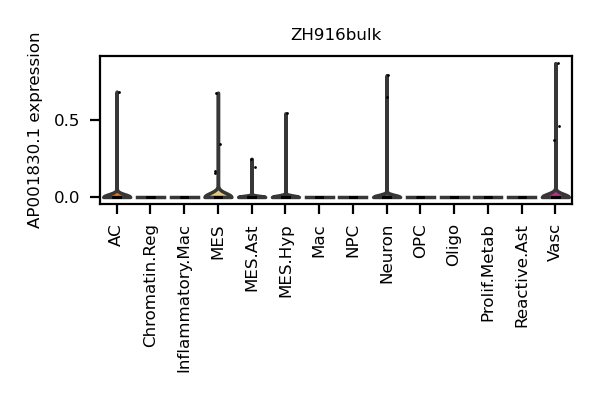 ZH916bulk
AP001830.1 expression
0.5
0.0
AC
Chromatin.Reg
Inflammatory.Mac
MES
MES.Ast
MES.Hyp
Mac
NPC
Neuron
OPC
Oligo
Prolif.Metab
Reactive.Ast
Vasc